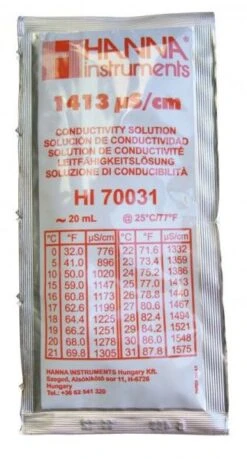 HANNA
instruments
1413 µS/cm
CONDUCTIVITY SOLUTION
SOLUCIÓN DE CONDUCTIVIDAD
SOLUTION DE CONDUCTIVITÉ
LEITFÄHIGKEITSLÖSUNG
SOLUZIONE DI CONDUCIBILITÀ
HI 70031
~ 20 mL @ 25°C/77°F
°C °F µS/cm °C °F µS/cm
0 32.0 776 22 71.6 1332
5 41.0 896 23 73.4 1359
10 50.0 1020 24 75.2 1386
15 59.0 1147 25 77.0 1413
16 60.8 1173 26 78.8 1440
17 62.6 1199 27 80.6 1467
18 64.4 1225 28 82.4 1494
19 66.2 1251 29 84.2 1521
20 68.0 1278 30 86.0 1548
21 69.8 1305 31 87.8 1575
HANNA INSTRUMENTS Hungary Kft.
Szeged, Alsókikötő sor 11, H-6726
Hungary
Tel.: +36 62 541 320